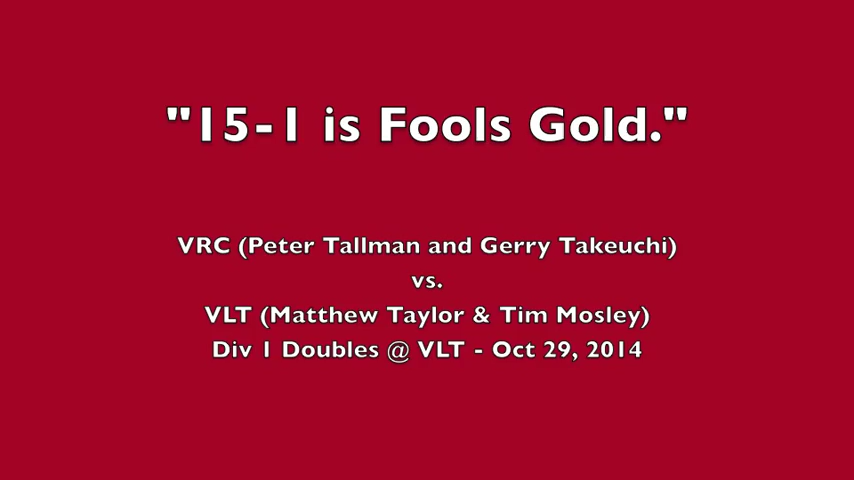 "15-1 is Fools Gold."
VRC (Peter Tallman and Gerry Takeuchi)
vs.
VLT (Matthew Taylor & Tim Mosley)
Div 1 Doubles @ VLT - Oct 29, 2014